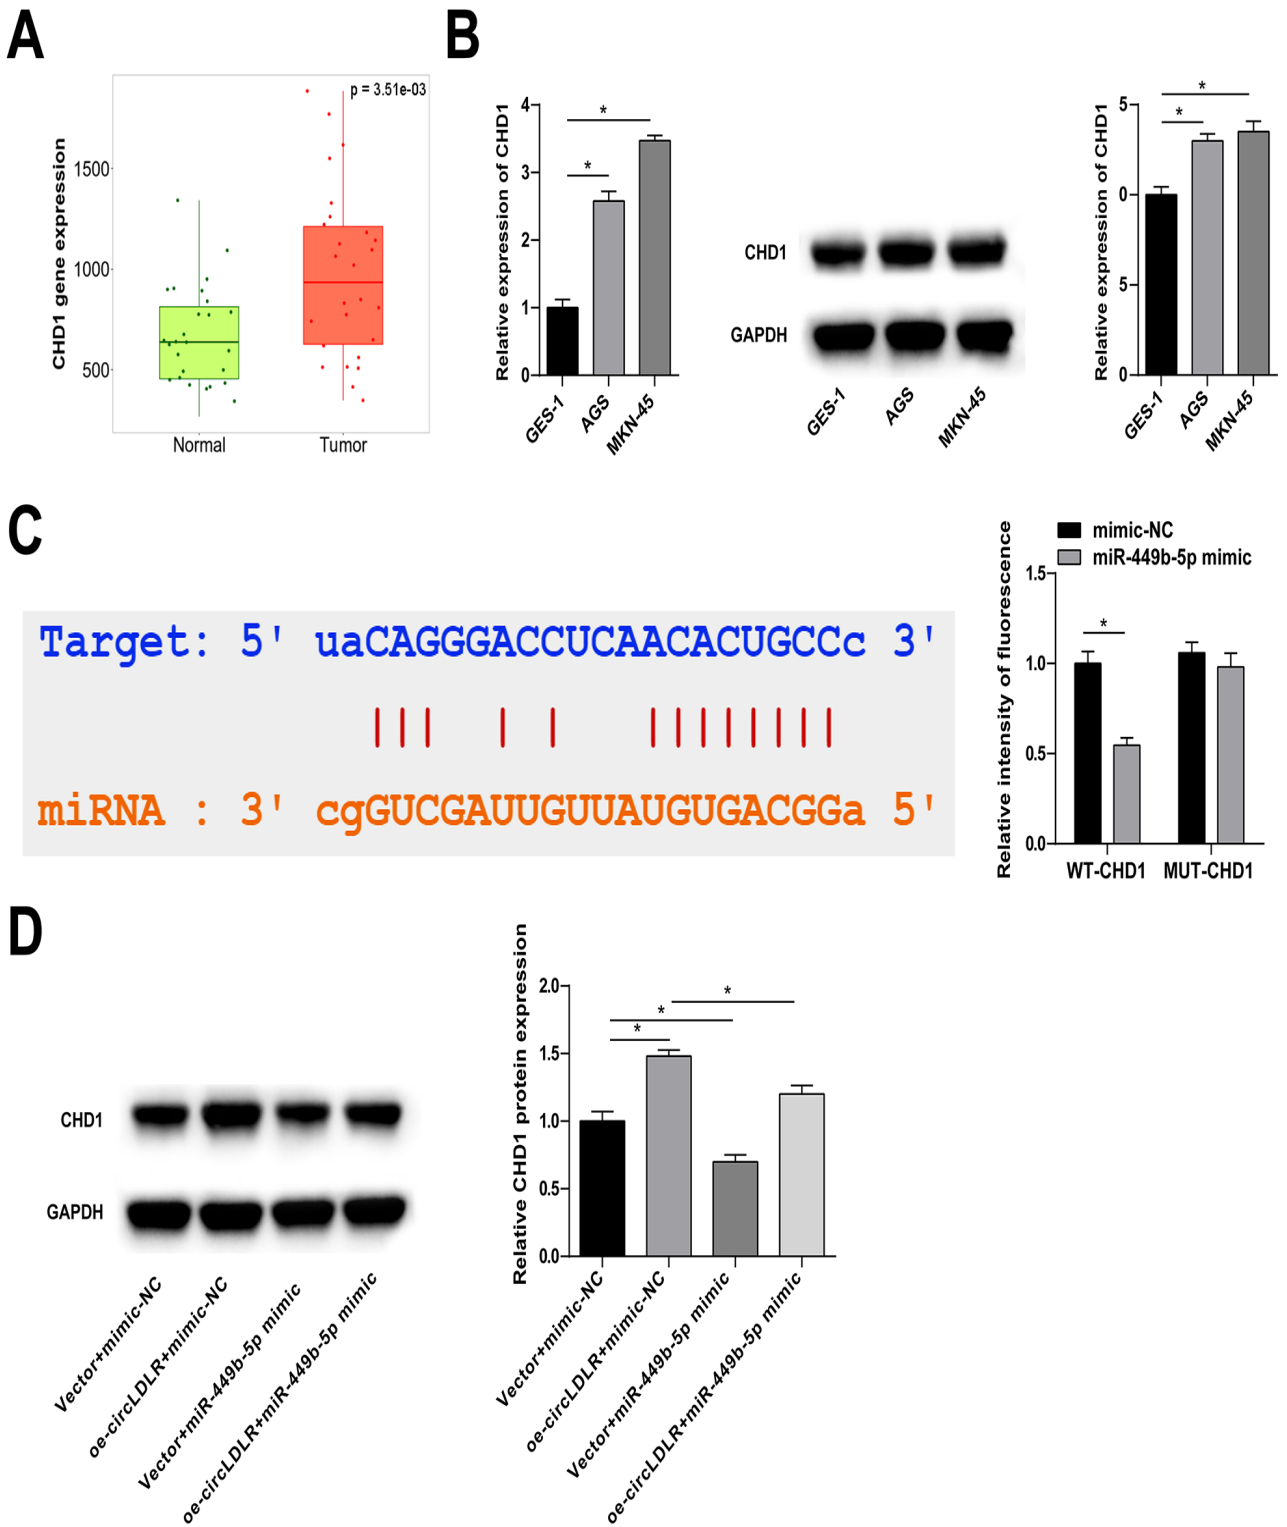 A
p = 3.51e-03
CHD1 gene expression
1500
1000
500
Normal
Tumor
B
Relative expression of CHD1
4
3
2
1
0
*
*
GES-1
AGS
MKN-45
CHD1
GAPDH
GES-1
AGS
MKN-45
Relative expression of CHD1
5
0
5
0
*
*
GES-1
AGS
MKN-45
C
Target: 5' uaCAGGGACCUCAACACUGCCc 3'
miRNA : 3' cgGUCGAUUGUUAUGUGACGGa 5'
mimic-NC
miR-449b-5p mimic
Relative intensity of fluorescence
1.5
1.0
0.5
0.0
*
WT-CHD1
MUT-CHD1
D
CHD1
GAPDH
Vector+mimic-NC
oe-circLDLR+mimic-NC
Vector+miR-449b-5p mimic
oe-circLDLR+miR-449b-5p mimic
Relative CHD1 protein expression
2.0
1.5
1.0
0.5
0.0
*
*
*
Vector+mimic-NC
oe-circLDLR+mimic-NC
Vector+miR-449b-5p mimic
oe-circLDLR+miR-449b-5p mimic